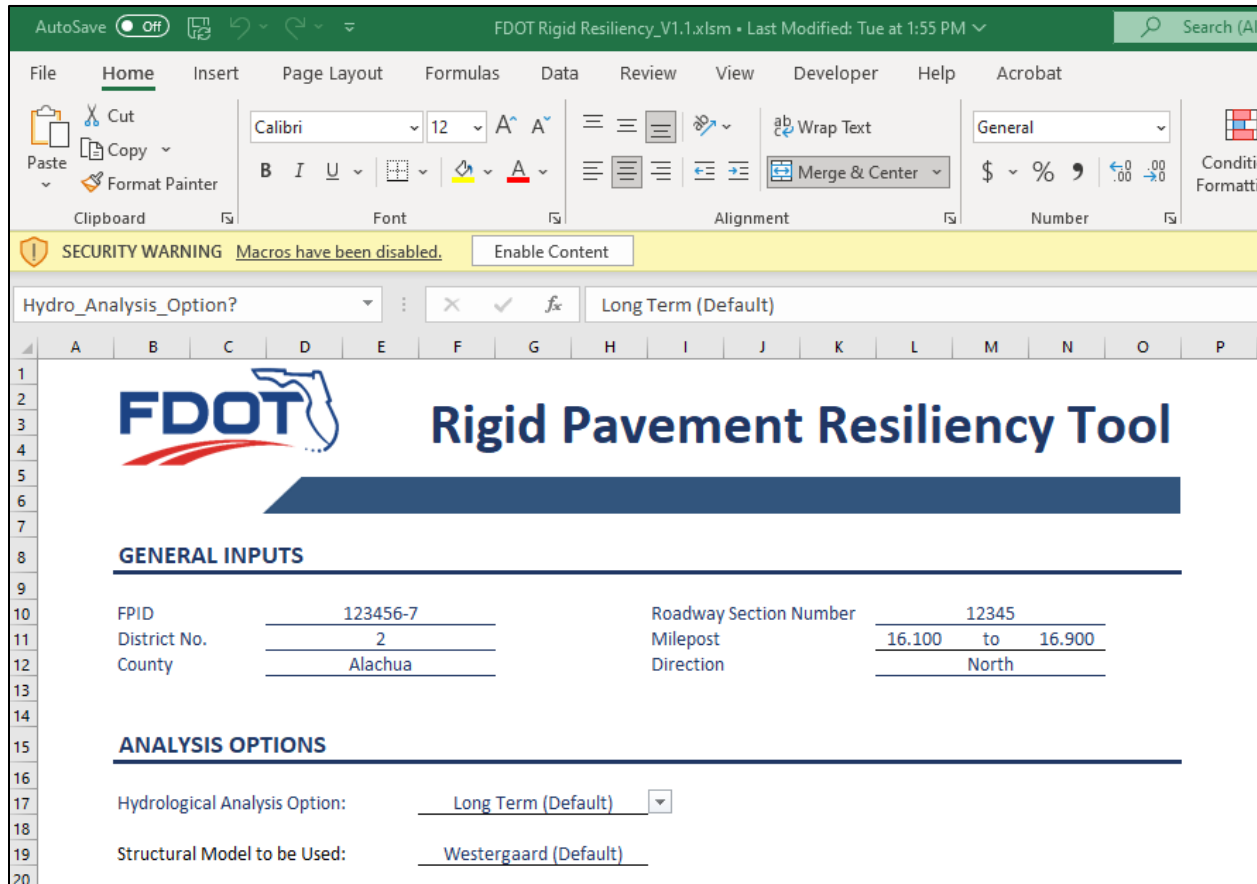 AutoSave Off FDOT Rigid Resiliency_V1.1.xlsm • Last Modified: Tue at 1:55 PM Search
File Home Insert Page Layout Formulas Data Review View Developer Help Acrobat
Paste Cut Copy Format Painter
Calibri 12 A^ A˅ B I U A
ab Wrap Text Merge & Center
General $ % 9 .00 .00 .0
Clipboard Font Alignment Number
SECURITY WARNING Macros have been disabled. Enable Content
Hydro_Analysis_Option? fx Long Term (Default)
A B C D E F G H I J K L M N O P
1
2
3
4
5
6
7
8
9
10
11
12
13
14
15
16
17
18
19
20
FDOT Rigid Pavement Resiliency Tool
GENERAL INPUTS
FPID 123456-7 Roadway Section Number 12345
District No. 2 Milepost 16.100 to 16.900
County Alachua Direction North
ANALYSIS OPTIONS
Hydrological Analysis Option: Long Term (Default)
Structural Model to be Used: Westergaard (Default)